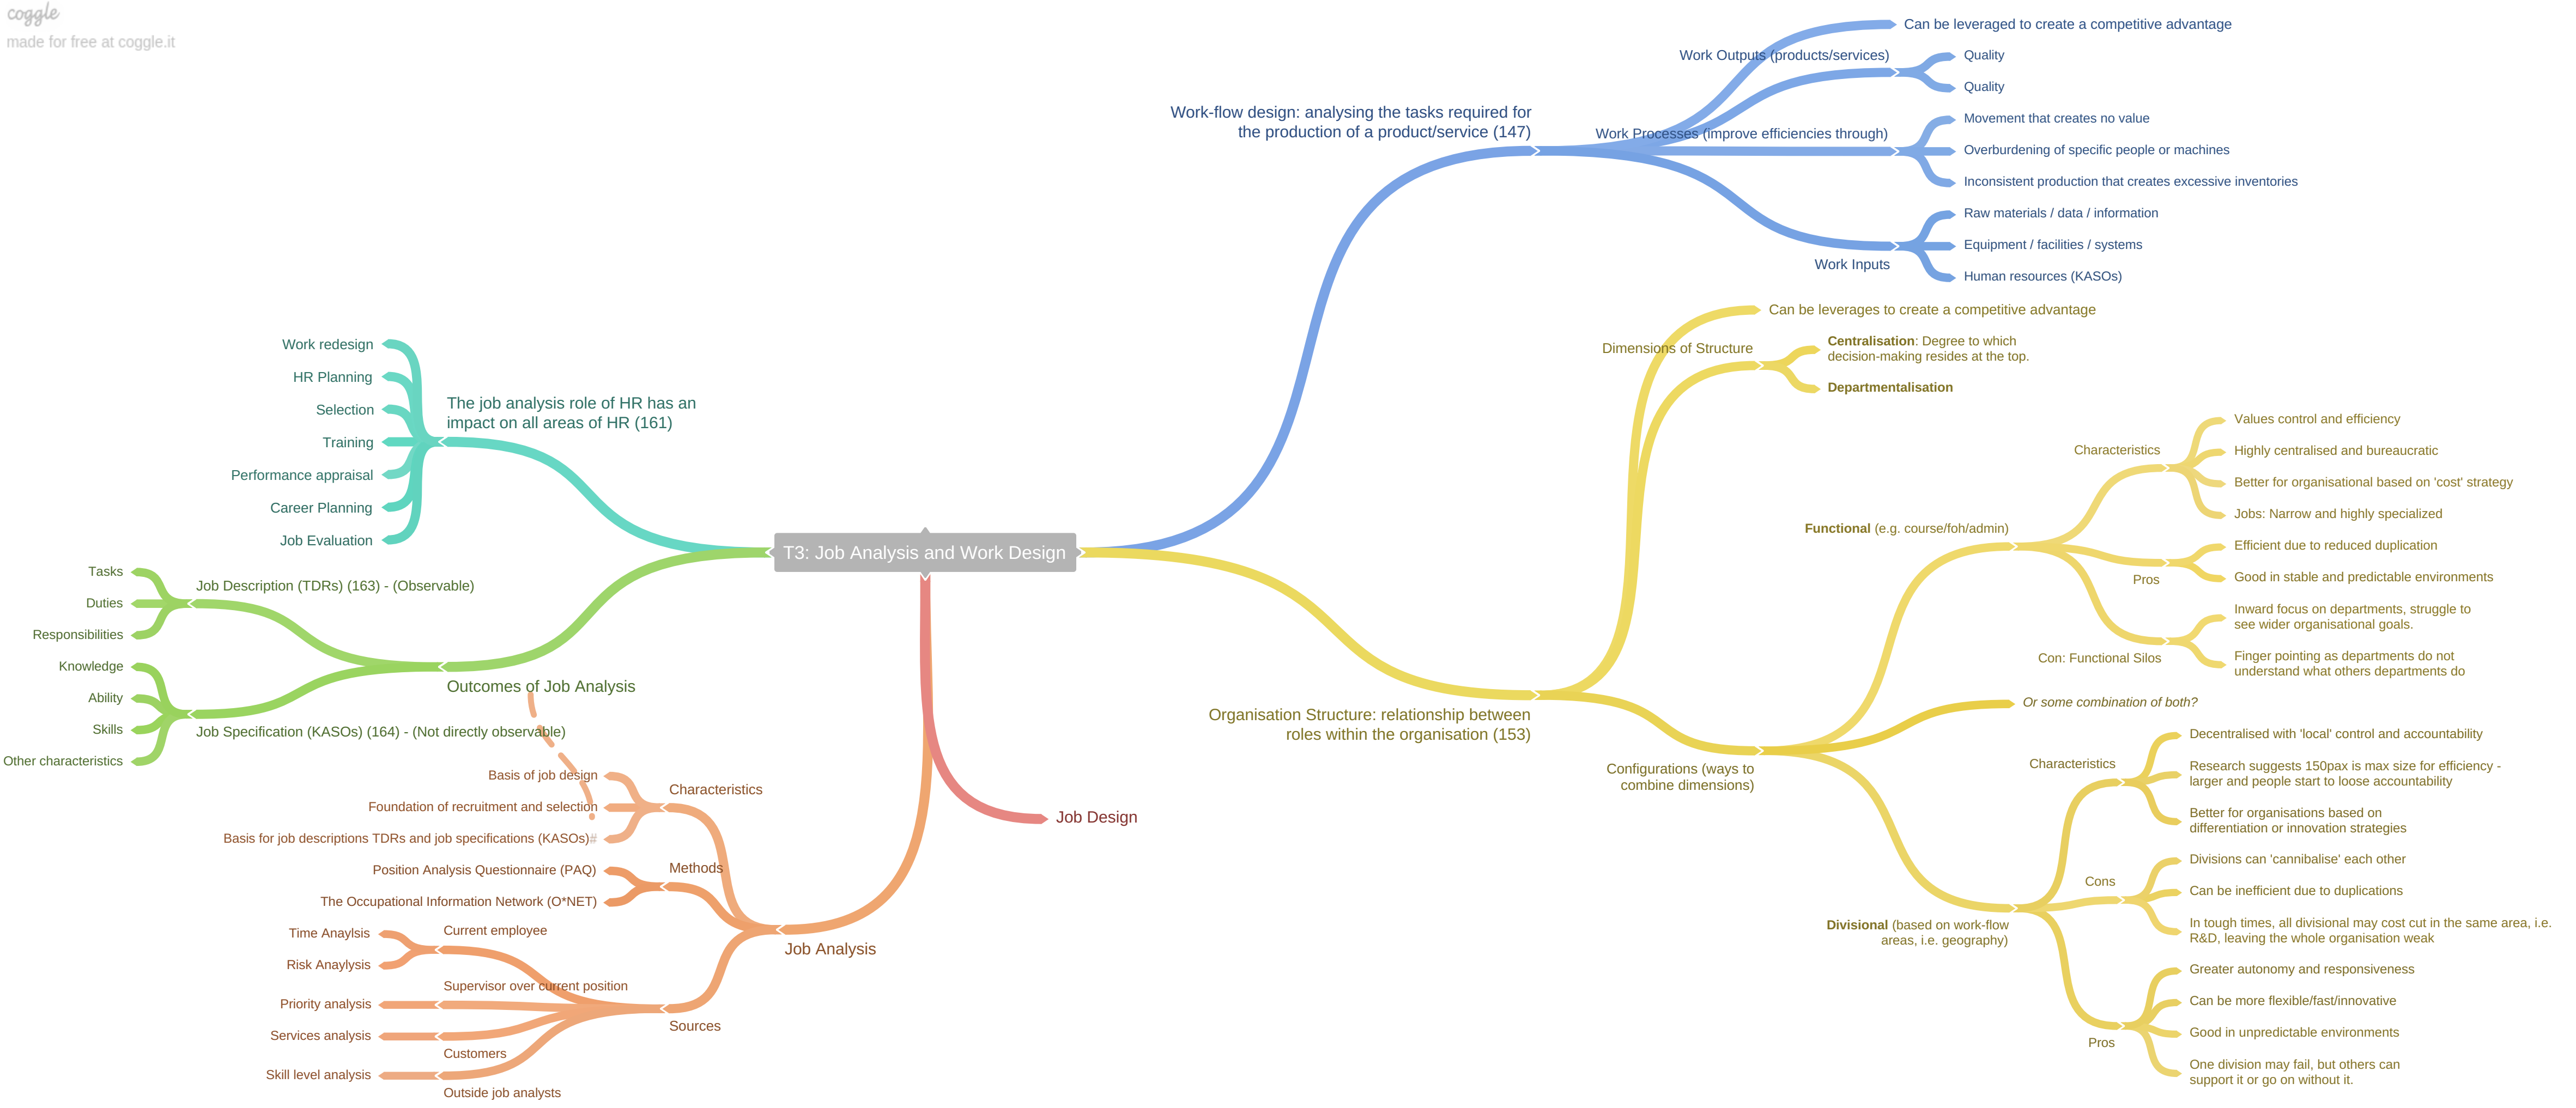 coggle
made for free at coggle.it
T3: Job Analysis and Work Design
Work-flow design: analysing the tasks required for
the production of a product/service (147)
Can be leveraged to create a competitive advantage
Work Outputs (products/services)
Quality
Quality
Work Processes (improve efficiencies through)
Movement that creates no value
Overburdening of specific people or machines
Inconsistent production that creates excessive inventories
Work Inputs
Raw materials / data / information
Equipment / facilities / systems
Human resources (KASOs)
Organisation Structure: relationship between
roles within the organisation (153)
Can be leverages to create a competitive advantage
Dimensions of Structure
Centralisation: Degree to which
decision-making resides at the top.
Departmentalisation
Configurations (ways to
combine dimensions)
Functional (e.g. course/foh/admin)
Characteristics
Values control and efficiency
Highly centralised and bureaucratic
Better for organisational based on 'cost' strategy
Jobs: Narrow and highly specialized
Pros
Efficient due to reduced duplication
Good in stable and predictable environments
Con: Functional Silos
Inward focus on departments, struggle to
see wider organisational goals.
Finger pointing as departments do not
understand what others departments do
Or some combination of both?
Divisional (based on work-flow
areas, i.e. geography)
Characteristics
Decentralised with 'local' control and accountability
Research suggests 150pax is max size for efficiency -
larger and people start to loose accountability
Better for organisations based on
differentiation or innovation strategies
Cons
Divisions can 'cannibalise' each other
Can be inefficient due to duplications
In tough times, all divisional may cost cut in the same area, i.e.
R&D, leaving the whole organisation weak
Pros
Greater autonomy and responsiveness
Can be more flexible/fast/innovative
Good in unpredictable environments
One division may fail, but others can
support it or go on without it.
Job Design
The job analysis role of HR has an
impact on all areas of HR (161)
Work redesign
HR Planning
Selection
Training
Performance appraisal
Career Planning
Job Evaluation
Outcomes of Job Analysis
Job Description (TDRs) (163) - (Observable)
Tasks
Duties
Responsibilities
Job Specification (KASOs) (164) - (Not directly observable)
Knowledge
Ability
Skills
Other characteristics
Job Analysis
Characteristics
Basis of job design
Foundation of recruitment and selection
Basis for job descriptions TDRs and job specifications (KASOs)#
Methods
Position Analysis Questionnaire (PAQ)
The Occupational Information Network (O*NET)
Sources
Current employee
Time Anaylsis
Risk Anaylysis
Supervisor over current position
Priority analysis
Customers
Services analysis
Outside job analysts
Skill level analysis